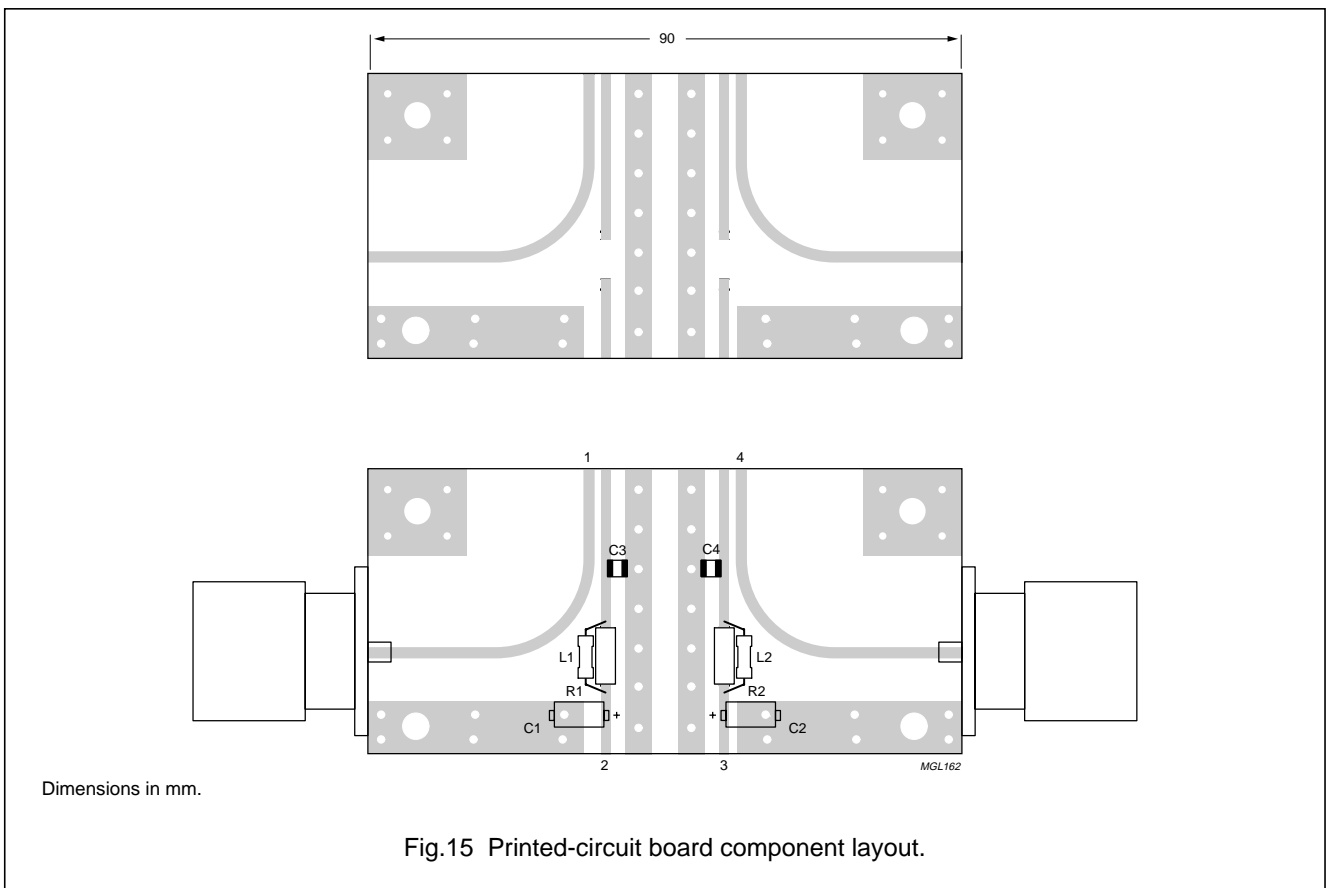 90
1
4
C3
C4
L1
L2
R1
R2
+
+
C1
C2
2
3
MGL162
Dimensions in mm.
Fig.15 Printed-circuit board component layout.